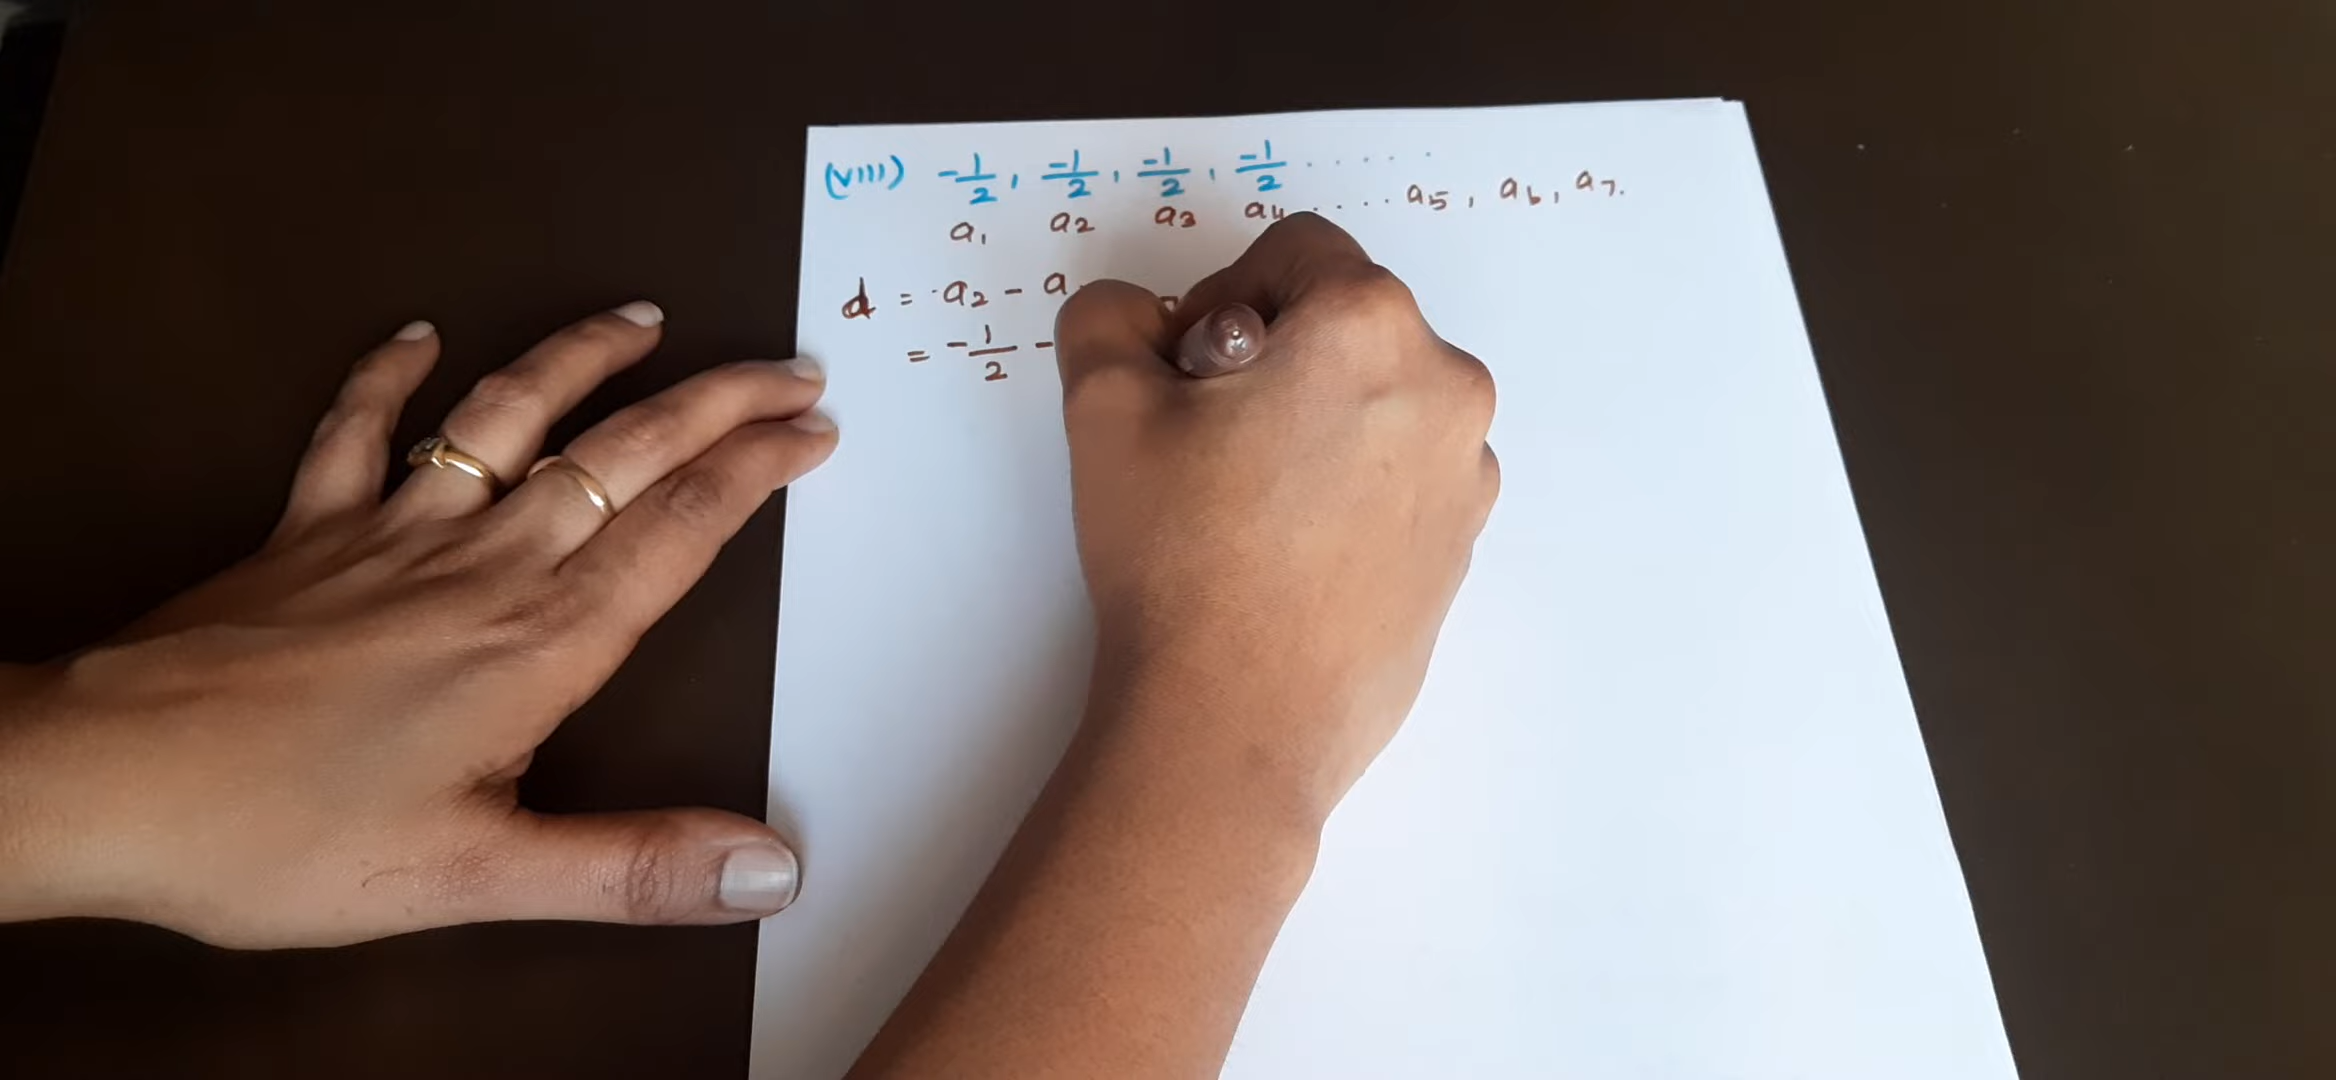 (viii) -1/2, -1/2, -1/2, -1/2 .....
a1 a2 a3 a4 .... a5, a6, a7.
d = a2 - a
= -1/2 -